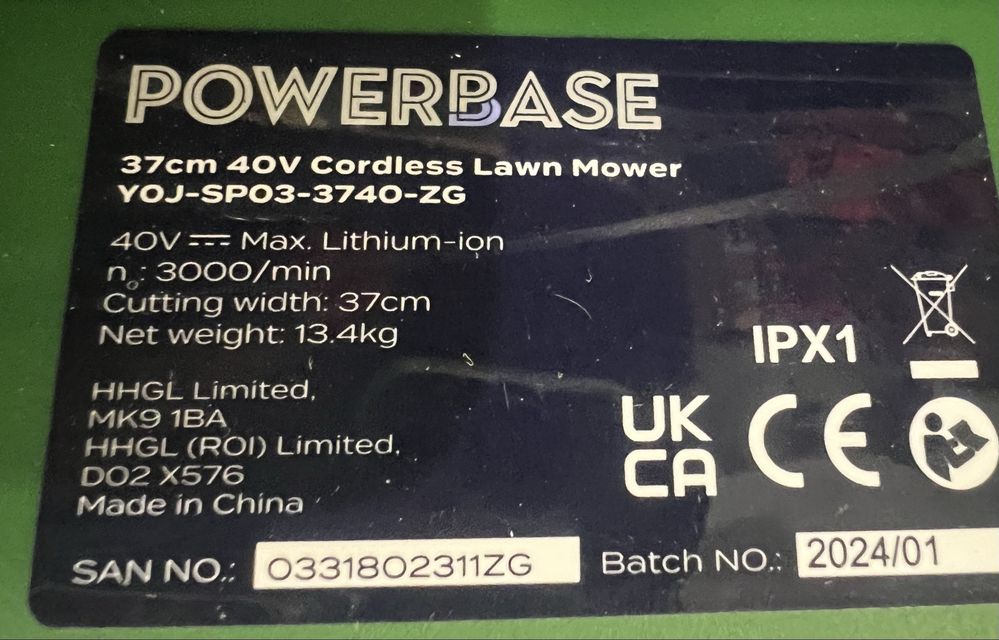 POWERBASE
37cm 40V Cordless Lawn Mower
YOJ-SP03-3740-ZG
40V ⎓ Max. Lithium-ion
n₀: 3000/min
Cutting width: 37cm
Net weight: 13.4kg
HHGL Limited,
MK9 1BA
HHGL (ROI) Limited,
D02 X576
Made in China
IPX1
UK
CA
CE
SAN NO.: 0331802311ZG
Batch NO.: 2024/01